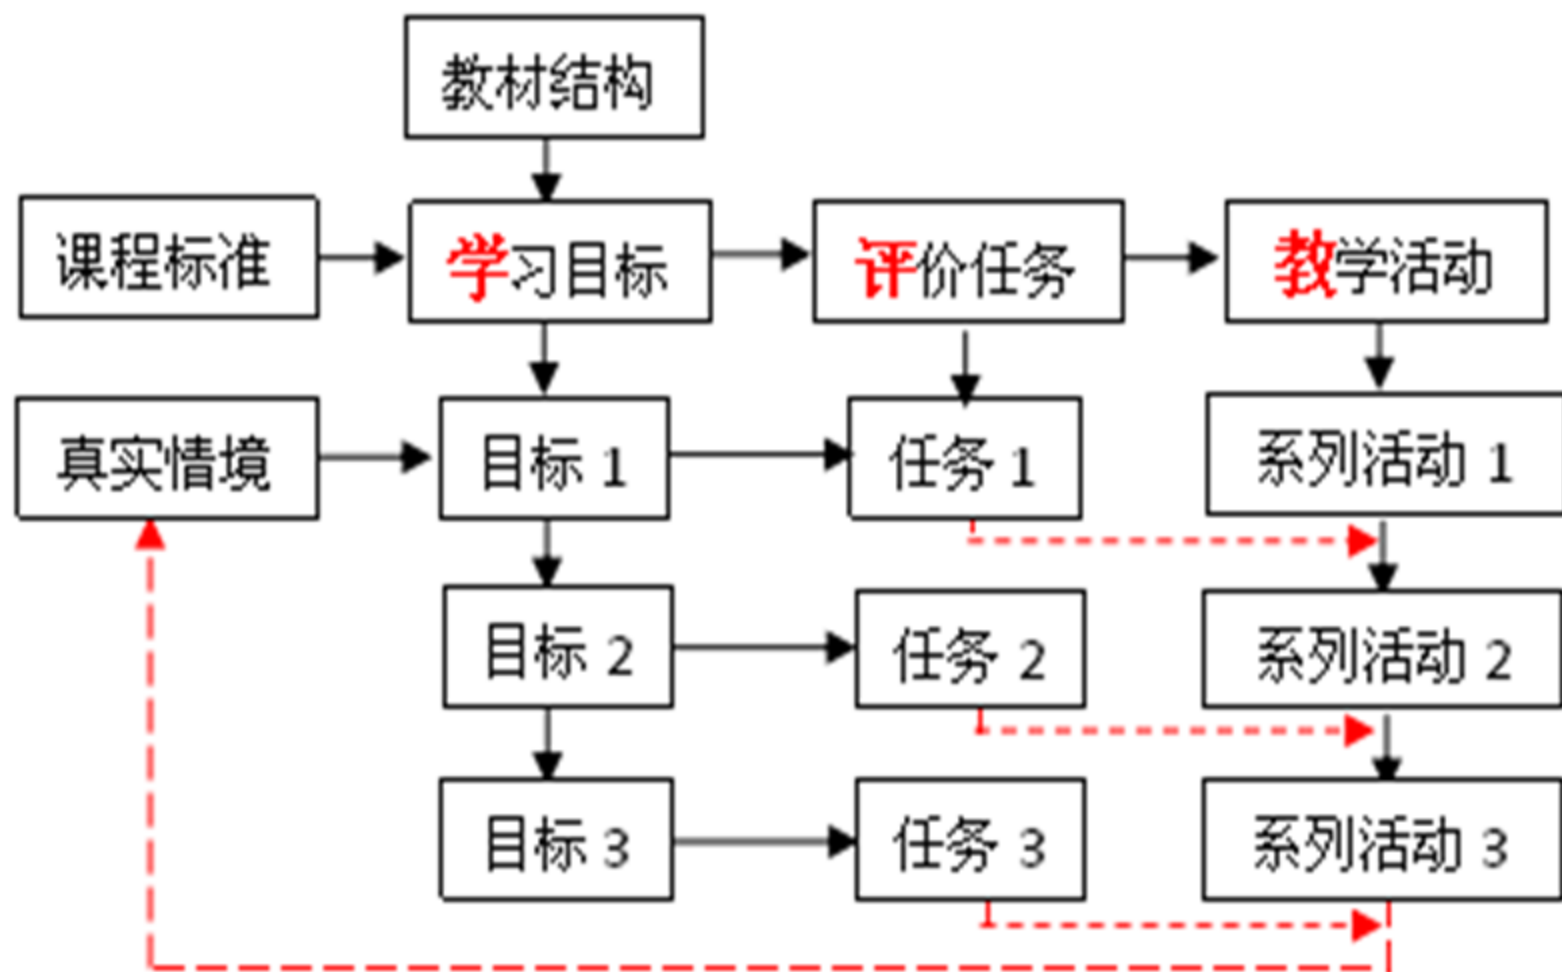 教材结构
课程标准
学习目标
评价任务
教学活动
真实情境
目标 1
任务 1
系列活动 1
目标 2
任务 2
系列活动 2
目标 3
任务 3
系列活动 3